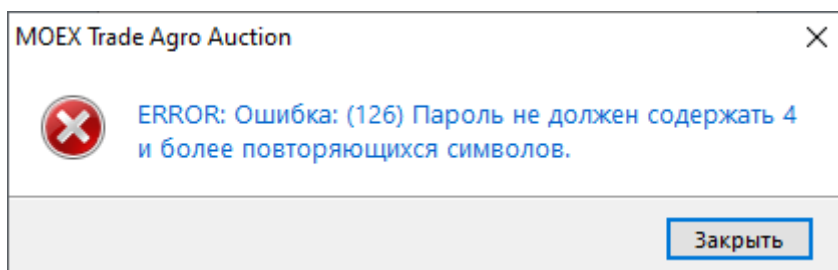 MOEX Trade Agro Auction
ERROR: Ошибка: (126) Пароль не должен содержать 4
и более повторяющихся символов.
Закрыть